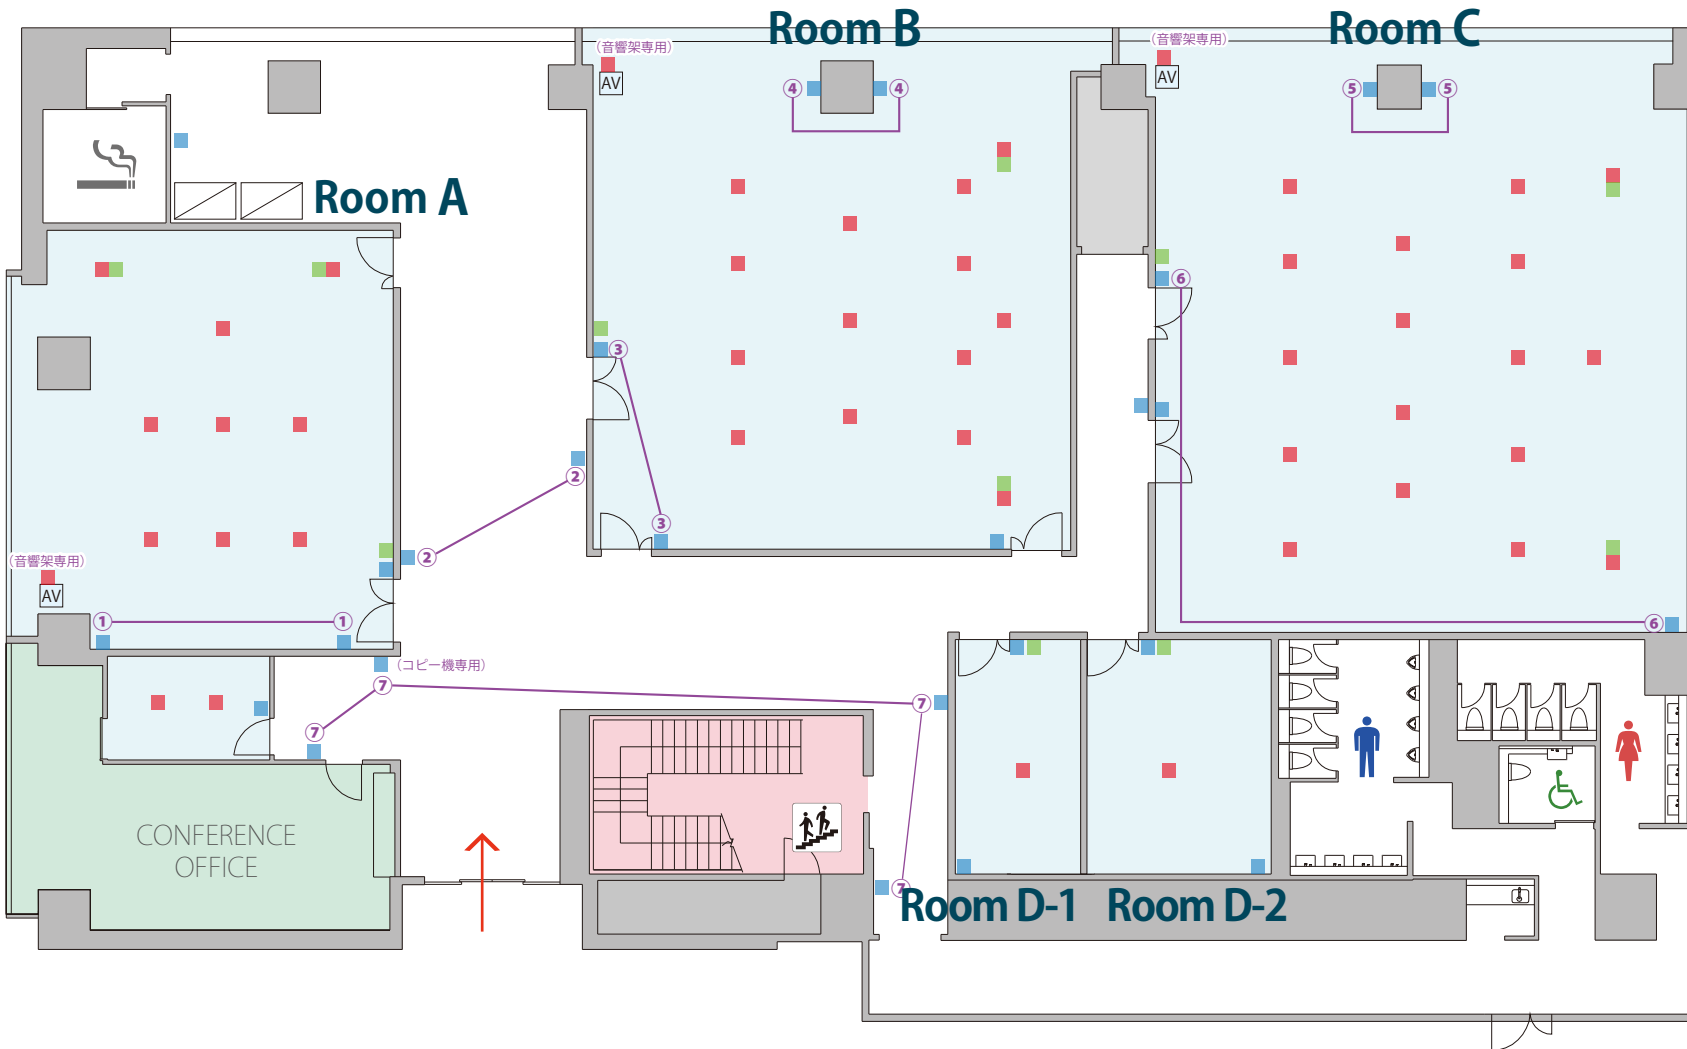 Room B
Room C
(音響架専用)
AV
④
④
(音響架専用)
AV
⑤
⑤
Room A
⑥
③
③
②
②
(音響架専用)
AV
①
①
⑥
(コピー機専用)
⑦
⑦
⑦
CONFERENCE
OFFICE
⑦
Room D-1
Room D-2